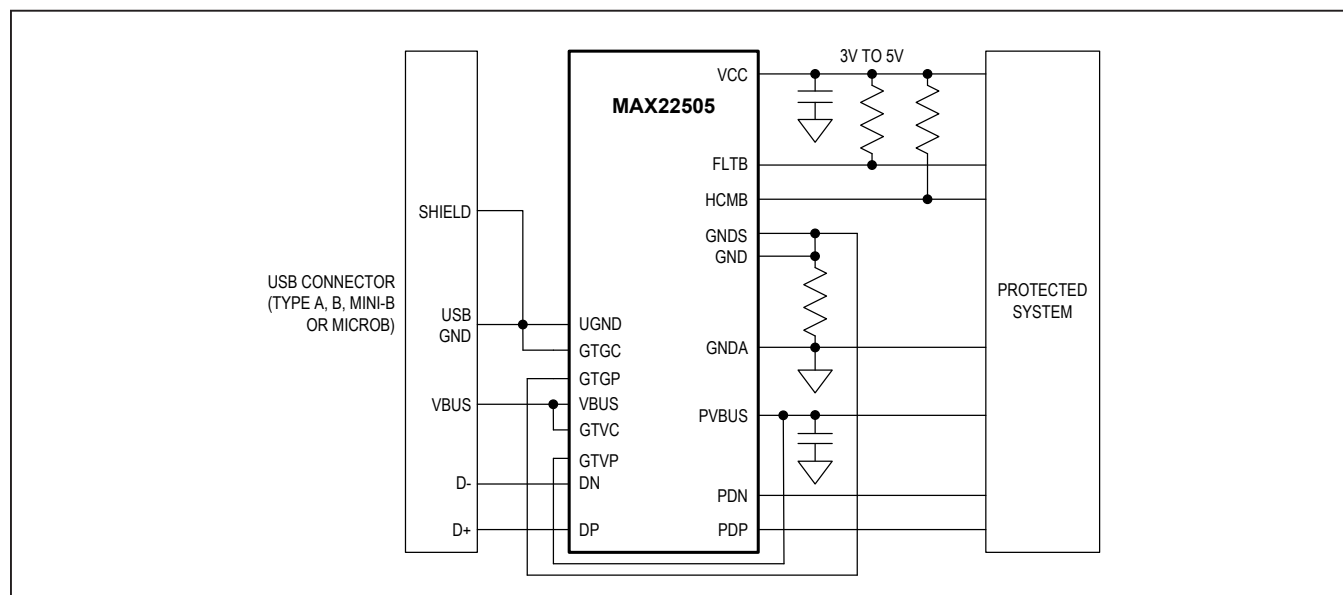 3V TO 5V
VCC
MAX22505
FLTB
HCMB
SHIELD
GNDS
GND
USB CONNECTOR
(TYPE A, B, MINI-B
OR MICROB)
PROTECTED
SYSTEM
USB
GND
UGND
GTGC
GNDA
GTGP
VBUS
VBUS
GTVC
PVBUS
GTVP
D-
DN
PDN
D+
DP
PDP